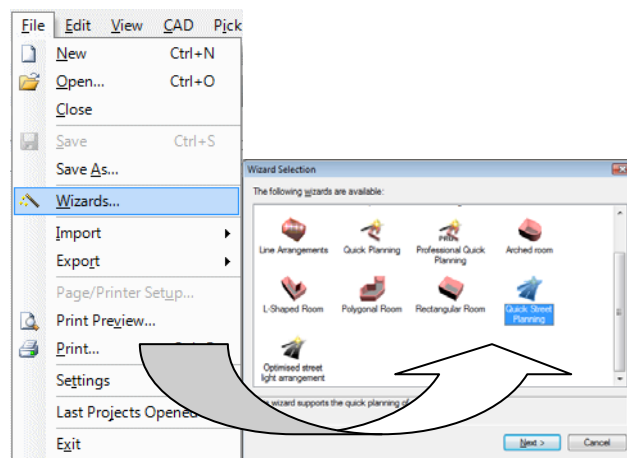 File Edit View CAD Pick
New Ctrl+N
Open... Ctrl+O
Close
Save Ctrl+S
Save As...
Wizards...
Import
Export
Page/Printer Setup...
Print Preview...
Print...
Settings
Last Projects Opened
Exit
Wizard Selection
The following wizards are available:
Line Arrangements Quick Planning Professional Quick Planning Arched room
L-Shaped Room Polygonal Room Rectangular Room Quick Street Planning
Optimised street
light arrangement
wizard supports the quick planning of
Next > Cancel